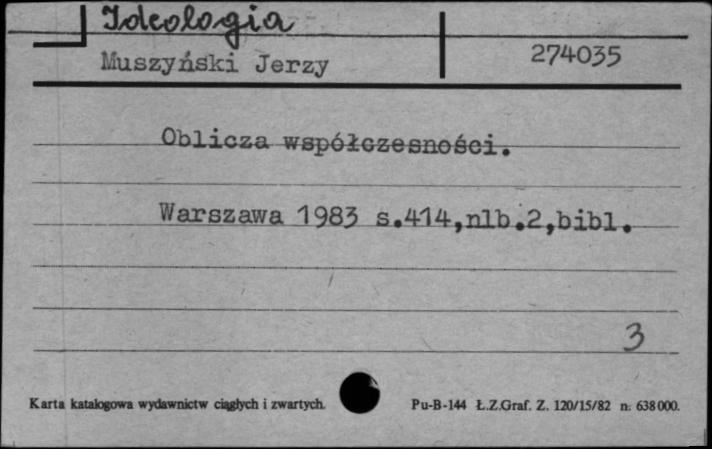 Ideologia
Muszyński Jerzy 274035
Oblicza współczesności.
Warszawa 1983 s.414,nlb.2,bibl.
3
Karta katalogowa wydawnictw ciągłych i zwartych. Pu-B-144 Ł.Z.Graf. Z. 120/15/82 n. 638000.